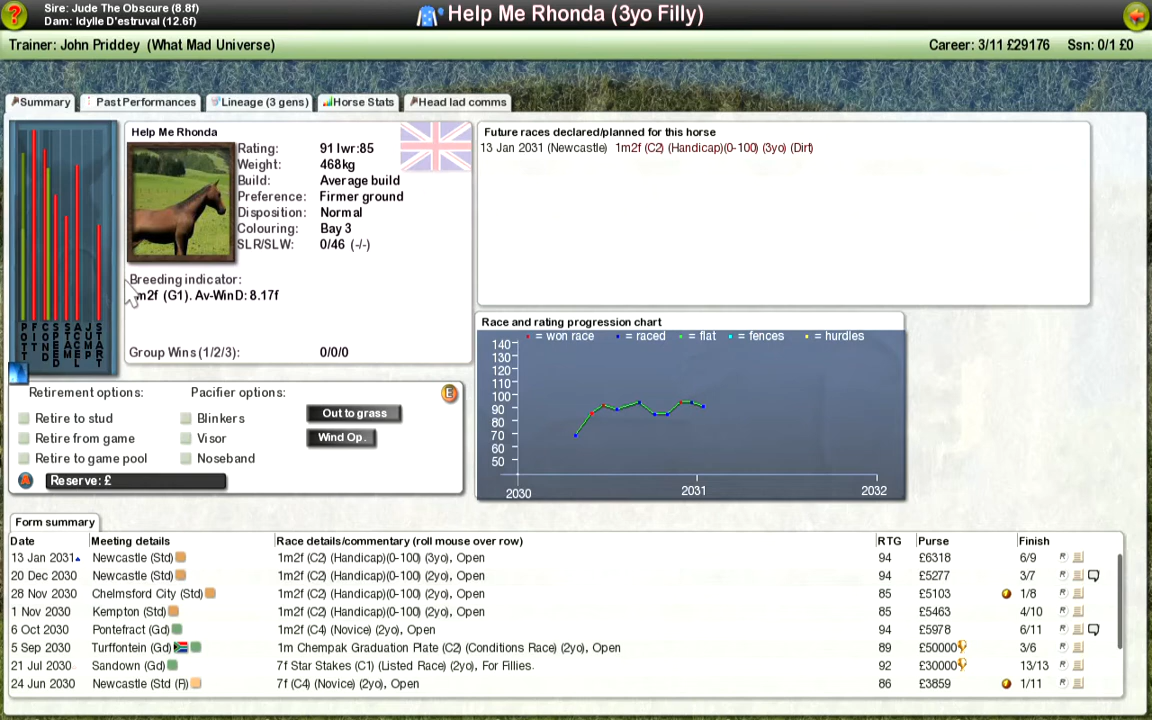 Sire: Jude The Obscure (8.8f)
Dam: Idylle D'estruval (12.6f)
Help Me Rhonda (3yo Filly)
Trainer: John Priddey (What Mad Universe)
Career: 3/11 £29176 Ssn: 0/1 £0
Summary Past Performances Lineage (3 gens) Horse Stats Head lad comms
POTT FIT COND SPEED STAM ACCEL JUMP START
Help Me Rhonda
Rating: 91 lwr:85
Weight: 468kg
Build: Average build
Preference: Firmer ground
Disposition: Normal
Colouring: Bay 3
SLR/SLW: 0/46 (-/-)
Breeding indicator:
m2f (G1). Av-WinD: 8.17f
Group Wins (1/2/3): 0/0/0
Future races declared/planned for this horse
13 Jan 2031 (Newcastle) 1m2f (C2) (Handicap)(0-100) (3yo) (Dirt)
Race and rating progression chart
= won race = raced = flat = fences = hurdles
140
130
120
110
100
90
80
70
60
50
2030 2031 2032
Retirement options: Pacifier options: E
Retire to stud Blinkers Out to grass
Retire from game Visor Wind Op.
Retire to game pool Noseband
A Reserve: £
Form summary
Date Meeting details Race details/commentary (roll mouse over row) RTG Purse Finish
13 Jan 2031 Newcastle (Std) 1m2f (C2) (Handicap)(0-100) (3yo), Open 94 £6318 6/9 R
20 Dec 2030 Newcastle (Std) 1m2f (C2) (Handicap)(0-100) (2yo), Open 94 £5277 3/7 R
28 Nov 2030 Chelmsford City (Std) 1m2f (C2) (Handicap)(0-100) (2yo), Open 85 £5103 1/8 R
1 Nov 2030 Kempton (Std) 1m2f (C2) (Handicap)(0-100) (2yo), Open 85 £5463 4/10 R
6 Oct 2030 Pontefract (Gd) 1m2f (C4) (Novice) (2yo), Open 94 £5978 6/11 R
5 Sep 2030 Turffontein (Gd) 1m Chempak Graduation Plate (C2) (Conditions Race) (2yo), Open 89 £50000 3/6 R
21 Jul 2030 Sandown (Gd) 7f Star Stakes (C1) (Listed Race) (2yo), For Fillies. 92 £30000 13/13 R
24 Jun 2030 Newcastle (Std (F)) 7f (C4) (Novice) (2yo), Open 86 £3859 1/11 R